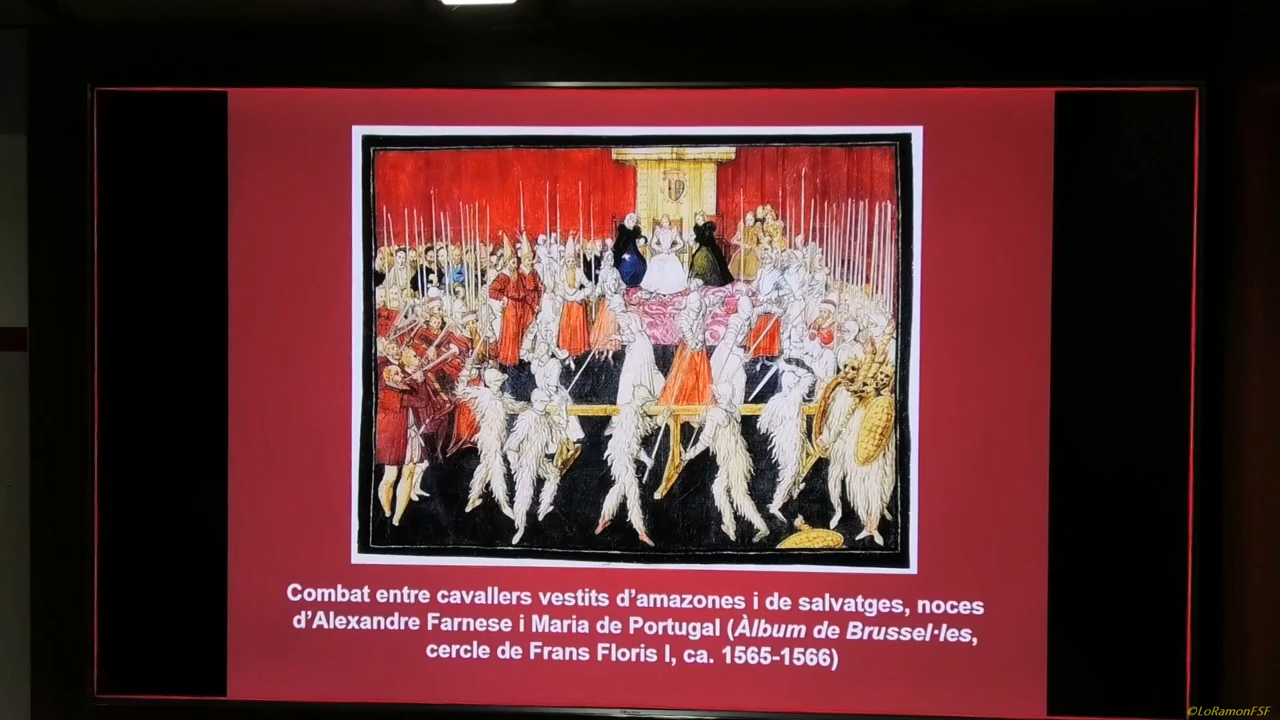 Combat entre cavallers vestits d'amazones i de salvatges, noces
d'Alexandre Farnese i Maria de Portugal (Àlbum de Brussel·les,
cercle de Frans Floris I, ca. 1565-1566)
©LoRamonFSF